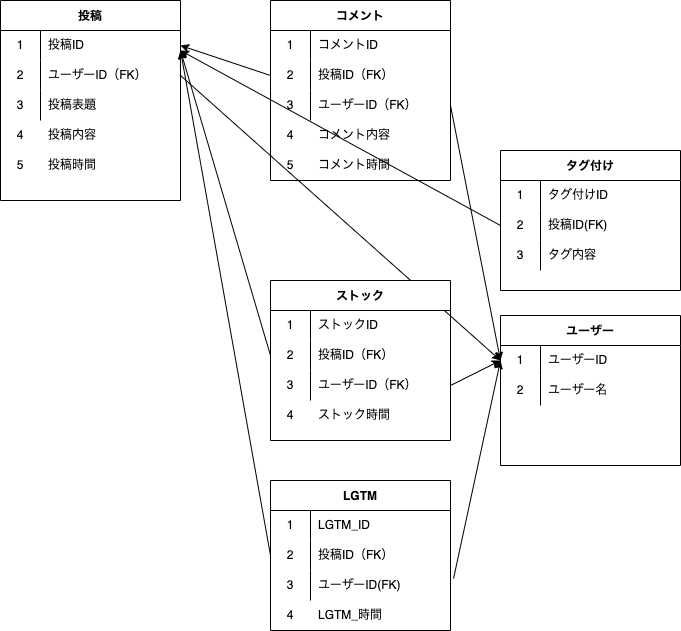 投稿
1 投稿ID
2 ユーザーID（FK）
3 投稿表題
4 投稿内容
5 投稿時間
コメント
1 コメントID
2 投稿ID（FK）
3 ユーザーID（FK）
4 コメント内容
5 コメント時間
タグ付け
1 タグ付けID
2 投稿ID(FK)
3 タグ内容
ストック
1 ストックID
2 投稿ID（FK）
3 ユーザーID（FK）
4 ストック時間
ユーザー
1 ユーザーID
2 ユーザー名
LGTM
1 LGTM_ID
2 投稿ID（FK）
3 ユーザーID(FK)
4 LGTM_時間